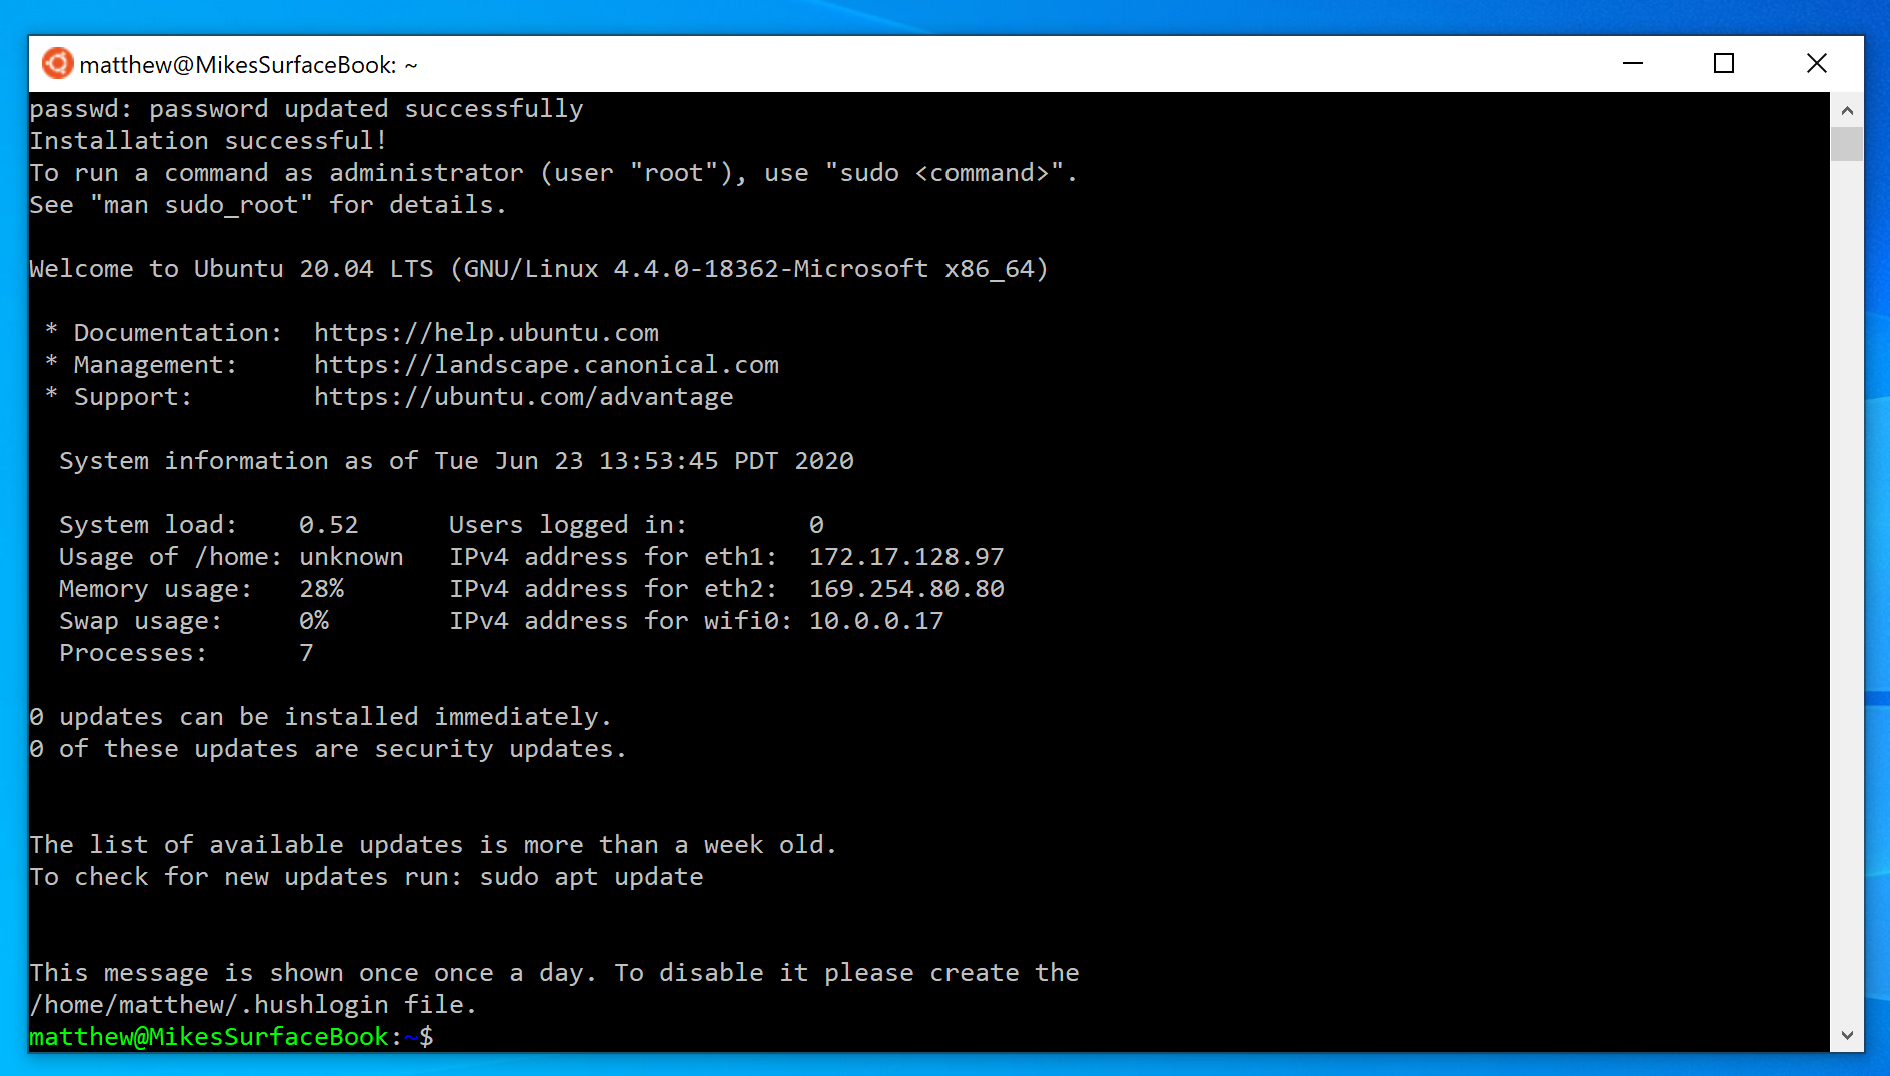 matthew@MikesSurfaceBook: ~
passwd: password updated successfully
Installation successful!
To run a command as administrator (user "root"), use "sudo <command>".
See "man sudo_root" for details.

Welcome to Ubuntu 20.04 LTS (GNU/Linux 4.4.0-18362-Microsoft x86_64)

 * Documentation:  https://help.ubuntu.com
 * Management:     https://landscape.canonical.com
 * Support:        https://ubuntu.com/advantage

  System information as of Tue Jun 23 13:53:45 PDT 2020

  System load:    0.52      Users logged in:        0
  Usage of /home: unknown   IPv4 address for eth1:  172.17.128.97
  Memory usage:   28%       IPv4 address for eth2:  169.254.80.80
  Swap usage:     0%        IPv4 address for wifi0: 10.0.0.17
  Processes:      7

0 updates can be installed immediately.
0 of these updates are security updates.


The list of available updates is more than a week old.
To check for new updates run: sudo apt update


This message is shown once once a day. To disable it please create the
/home/matthew/.hushlogin file.
matthew@MikesSurfaceBook:~$